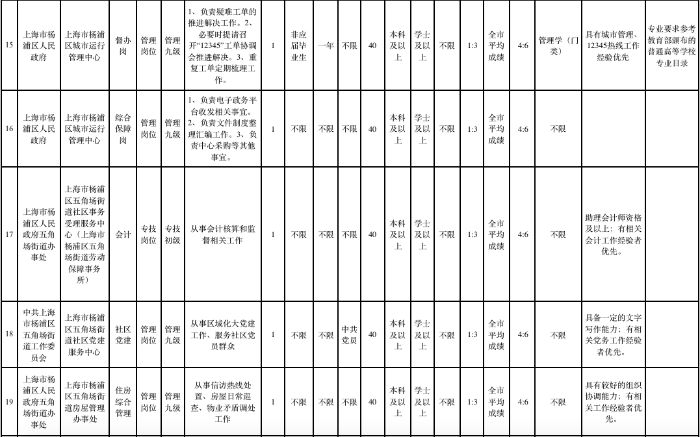 15
上海市杨
浦区人民
政府
上海市杨浦
区城市运行
管理中心
督办
岗
管理
岗位
管理
九级
1、负责疑难工单的
推进解决工作。2、
必要时提请召
开“12345”工单协调
会推进解决。3、重
复工单定期梳理工
作。
1
非应
届毕
业生
一年
不限
40
本科
及以
上
学士
及以
上
不限
1:3
全市
平均
成绩
4:6
管理学（门
类）
具有城市管理、
12345热线工作
经验优先
专业要求参考
教育部颁布的
普通高等学校
专业目录
16
上海市杨
浦区人民
政府
上海市杨浦
区城市运行
管理中心
综合
保障
岗
管理
岗位
管理
九级
1、负责电子政务平
台收发相关事宜。
2、负责文件制度整
理汇编工作。3、负
责中心采购等其他
事宜。
1
不限
不限
不限
40
本科
及以
上
学士
及以
上
不限
1:3
全市
平均
成绩
4:6
不限
17
上海市杨
浦区人民
政府五角
场街道办
事处
上海市杨浦
区五角场街
道社区事务
受理服务中
心（上海市
杨浦区五角
场街道劳动
保障事务
所）
会计
专技
岗位
专技
初级
从事会计核算和监
督相关工作
1
不限
不限
不限
40
本科
及以
上
学士
及以
上
不限
1:3
全市
平均
成绩
4:6
不限
助理会计师资格
及以上；有相关
会计工作经验者
优先。
18
中共上海
市杨浦区
五角场街
道工作委
员会
上海市杨浦
区五角场街
道社区党建
服务中心
社区
党建
管理
岗位
管理
九级
从事区域化大党建
工作、服务社区党
员群众
1
不限
不限
中共
党员
40
本科
及以
上
学士
及以
上
不限
1:3
全市
平均
成绩
4:6
不限
具备一定的文字
写作能力；有相
关党务工作经验
者优先。
19
上海市杨
浦区人民
政府五角
场街道办
事处
上海市杨浦
区五角场街
道房屋管理
办事处
住房
综合
管理
管理
岗位
管理
九级
从事信访热线处
置、房屋日常巡
查、物业矛盾调处
工作
1
不限
不限
不限
40
本科
及以
上
学士
及以
上
不限
1:3
全市
平均
成绩
4:6
不限
具有较好的组织
协调能力；有相
关工作经验者优
先。